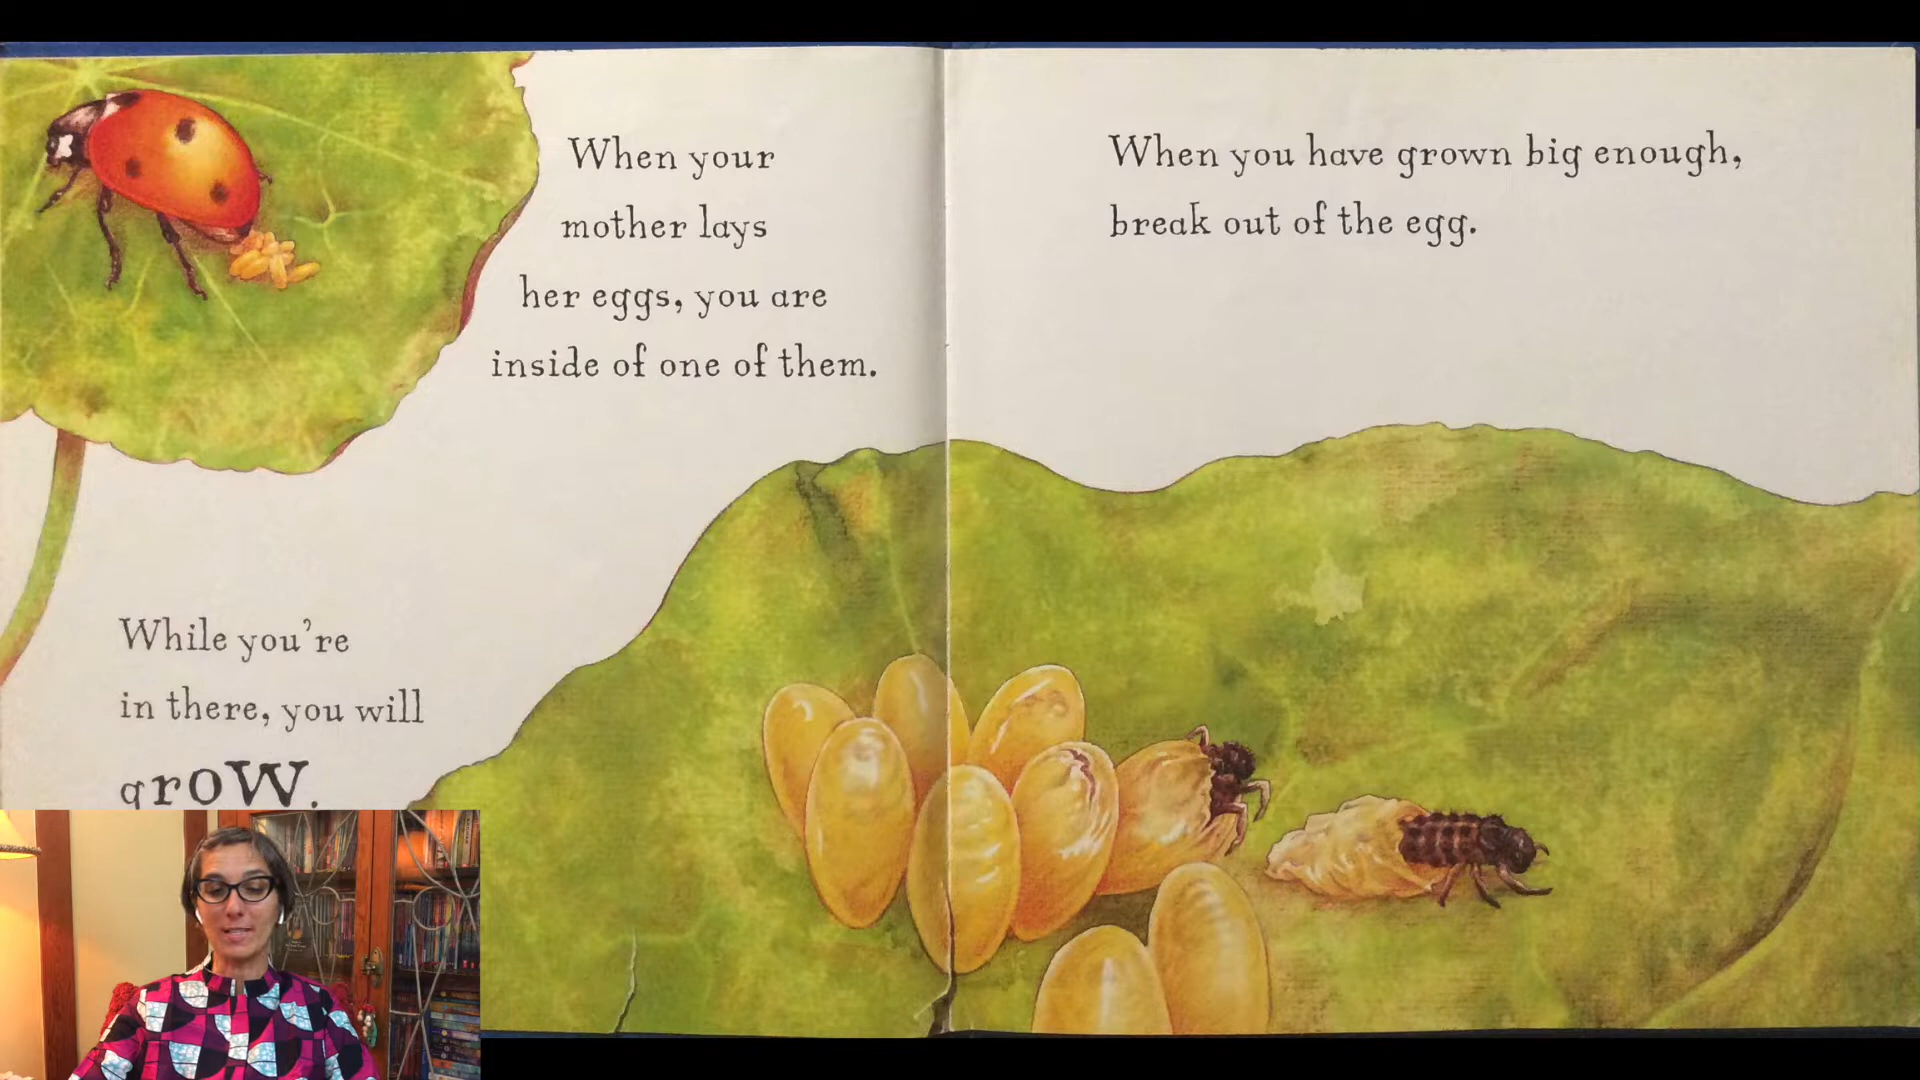 When your
mother lays
her eggs, you are
inside of one of them.
While you're
in there, you will
groW.
When you have grown big enough,
break out of the egg.